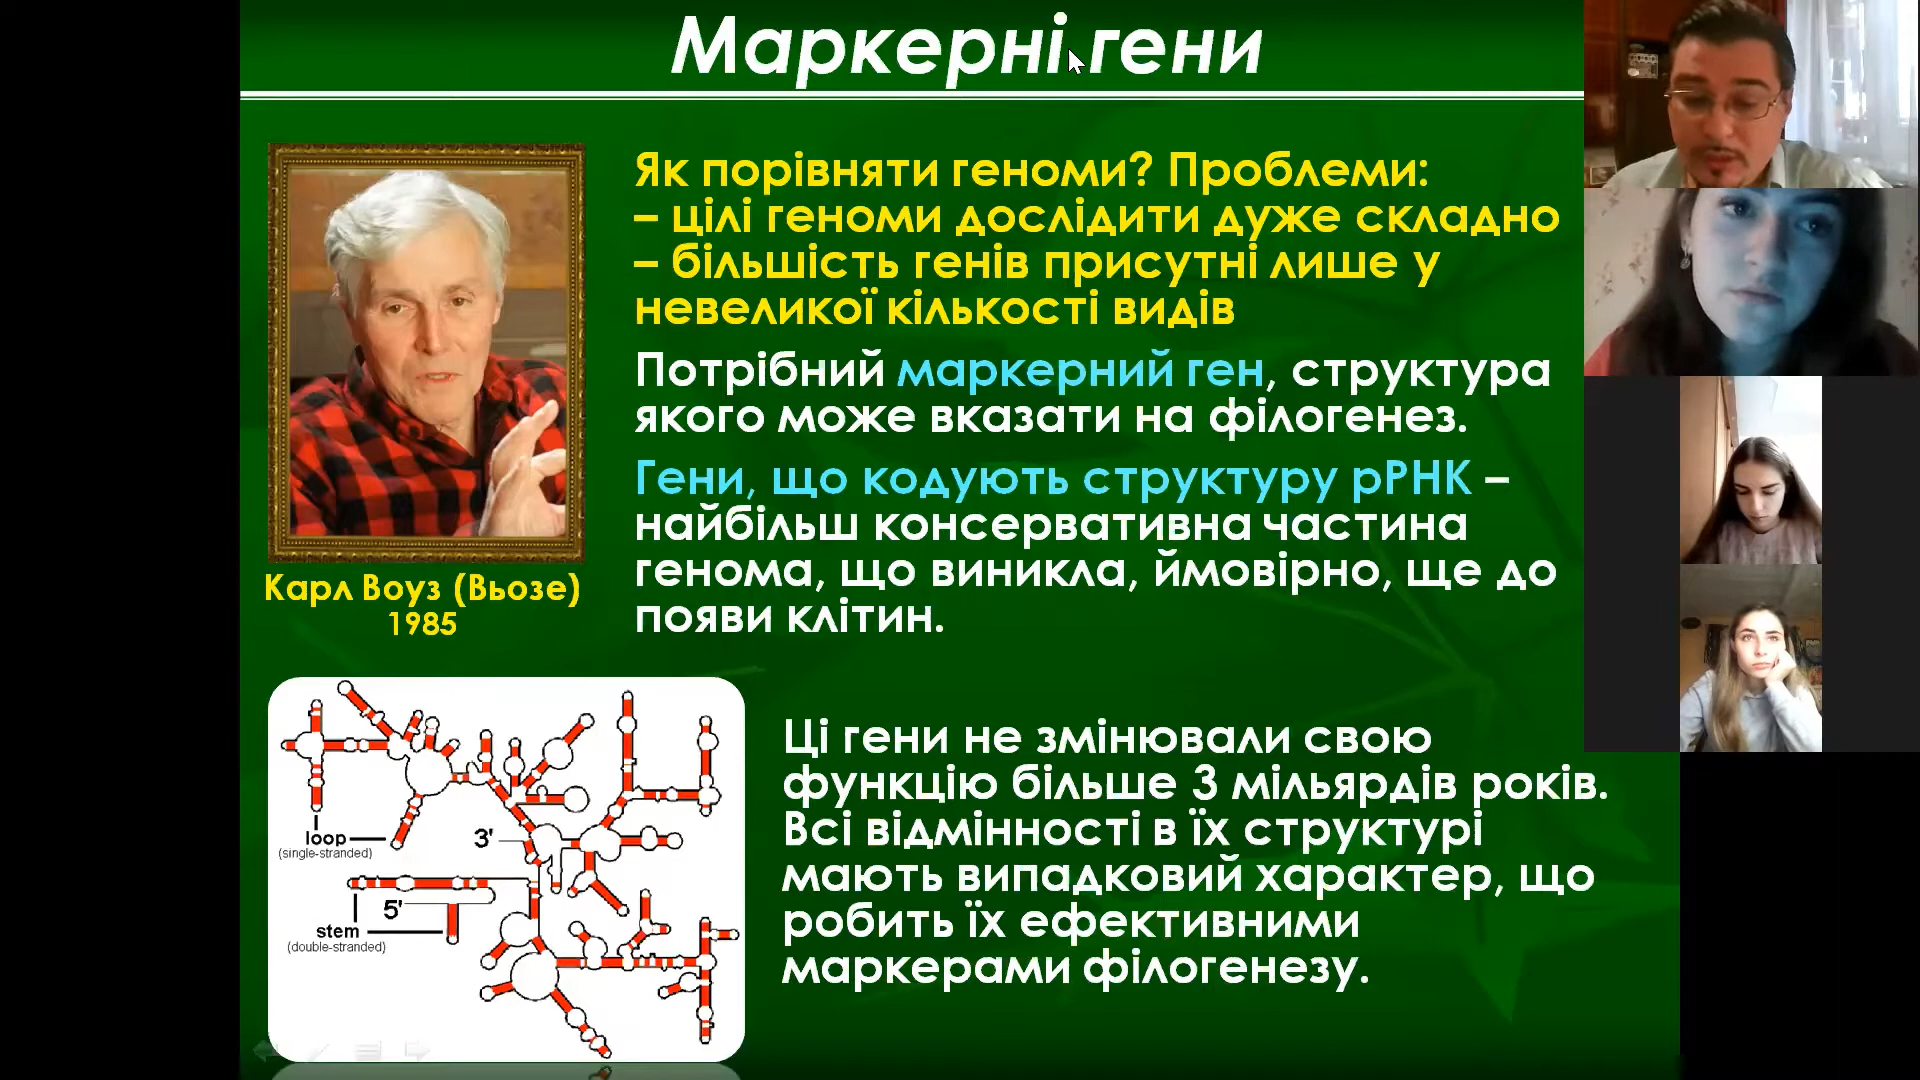 Маркерні гени
Як порівняти геноми? Проблеми:
– цілі геноми дослідити дуже складно
– більшість генів присутні лише у
невеликої кількості видів
Потрібний маркерний ген, структура
якого може вказати на філогенез.
Гени, що кодують структуру рРНК –
найбільш консервативна частина
генома, що виникла, ймовірно, ще до
появи клітин.
Карл Воуз (Вьозе)
1985
Ці гени не змінювали свою
функцію більше 3 мільярдів років.
Всі відмінності в їх структурі
мають випадковий характер, що
робить їх ефективними
маркерами філогенезу.
loop
(single-stranded)
3'
5'
stem
(double-stranded)